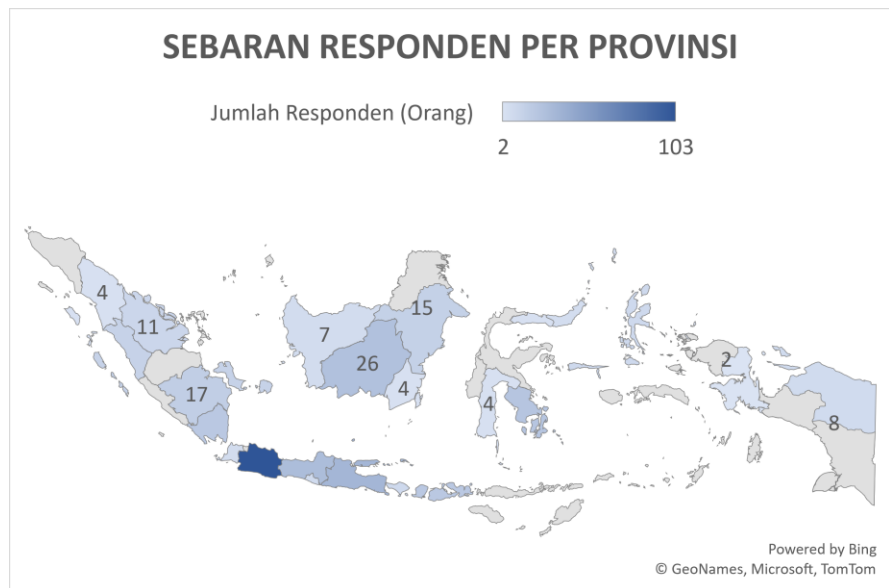 SEBARAN RESPONDEN PER PROVINSI
Jumlah Responden (Orang)
2 103
4
11
15
7
26
2
17
4
4
8
Powered by Bing
© GeoNames, Microsoft, TomTom